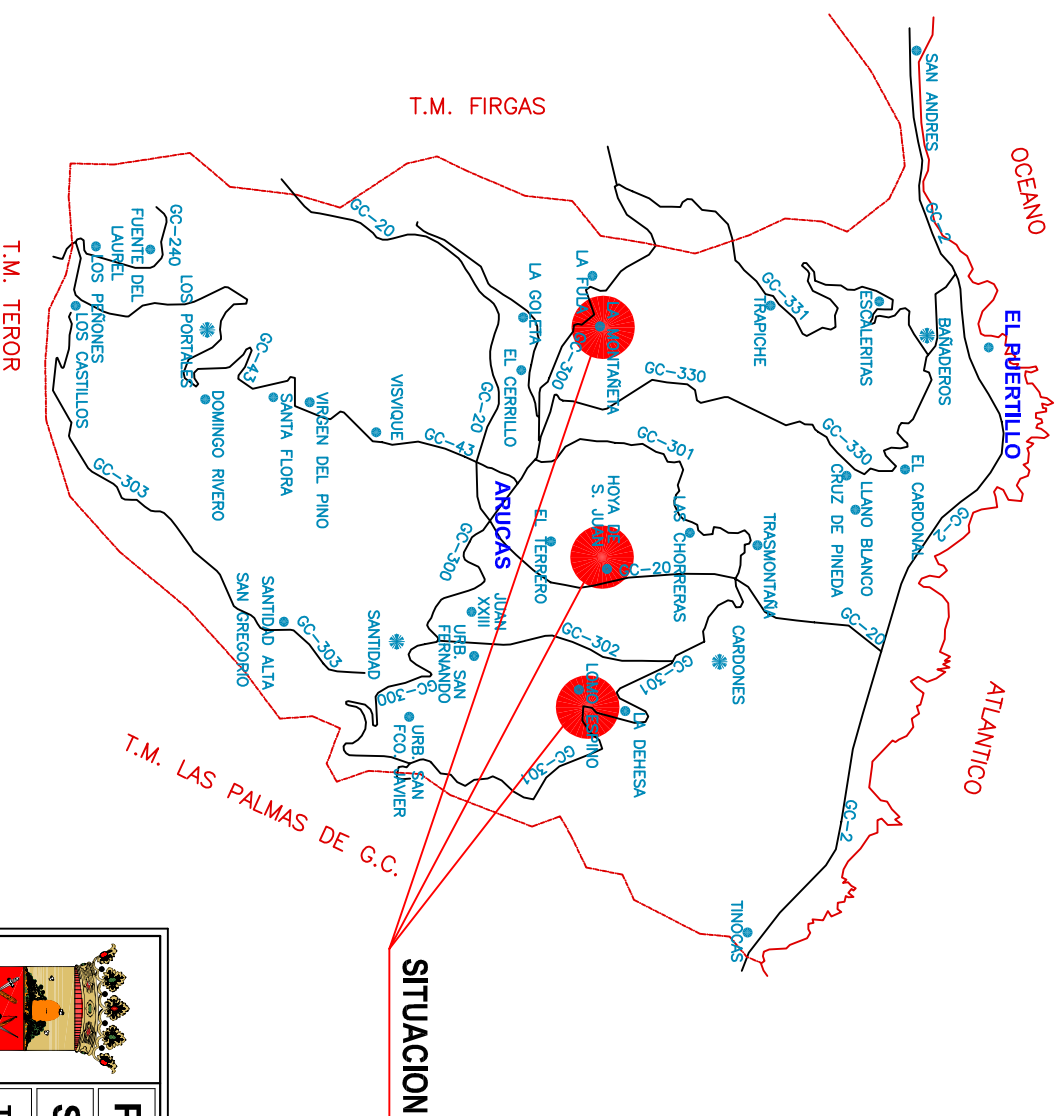 OCEANO
ATLANTICO
SAN ANDRES
GC-2
EL PUERTILLO
BAÑADEROS
ESCALERITAS
GC-331
TRAPICHE
EL CARDONAL
GC-2
GC-330
LLANO BLANCO
CRUZ DE PINEDA
GC-330
TRASMONTAÑA
GC-20
LAS CHORRERAS
GC-301
CARDONES
GC-2
TINOCAS
T.M. FIRGAS
LA FULA
LA MONTAÑETA
GC-300
LA GOLETA
EL CERRILLO
HOYA DE
S. JUAN
GC-20
EL TERRERO
ARUCAS
GC-20
GC-20
GC-43
GC-300
JUAN
XXIII
URB. SAN
FERNANDO
GC-302
GC-301
LOMO ESPINO
LA DEHESA
GC-301
VISVIQUE
VIRGEN DEL PINO
SANTA FLORA
GC-43
DOMINGO RIVERO
LOS PORTALES
GC-240
FUENTE DEL
LAUREL
LOS PEÑONES
LOS CASTILLOS
GC-303
SANTIDAD
GC-300
URB. SAN
FCO. JAVIER
SANTIDAD ALTA
SAN GREGORIO
GC-303
T.M. TEROR
T.M. LAS PALMAS DE G.C.
SITUACION